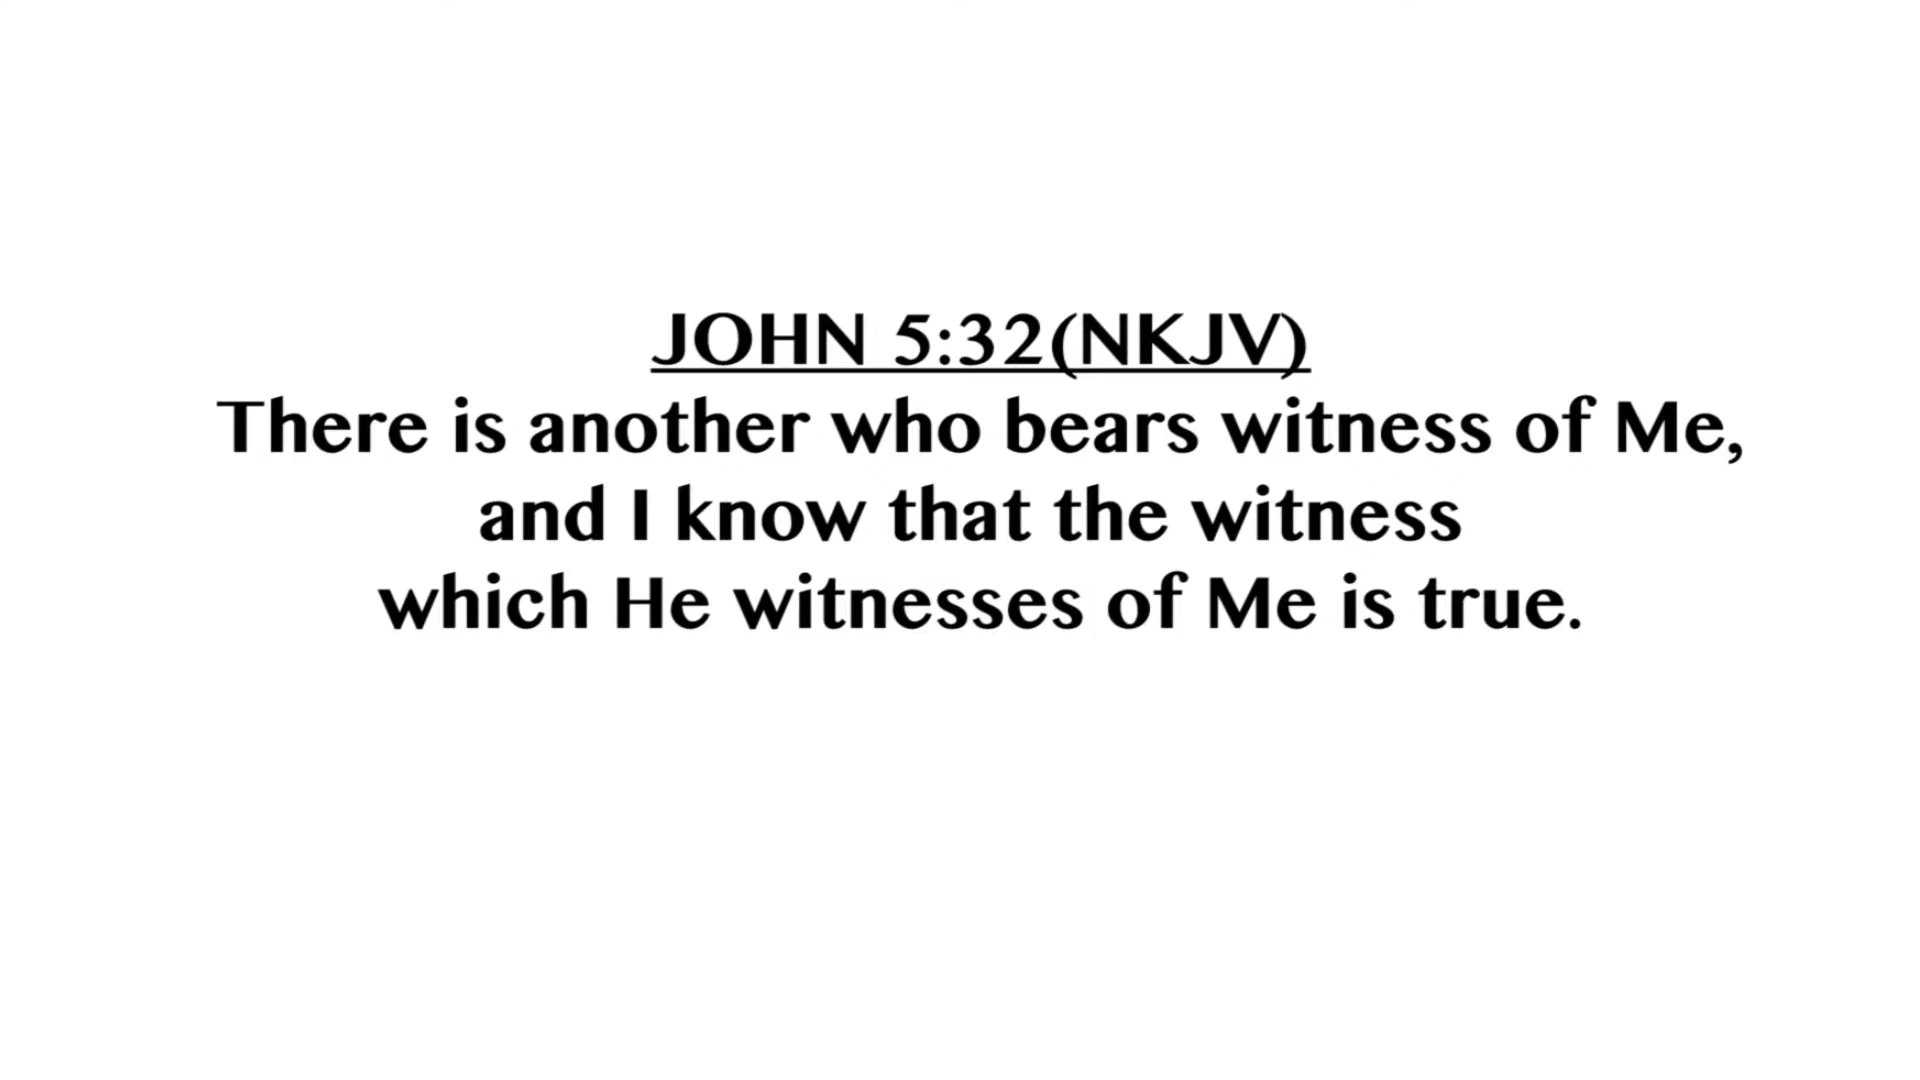 JOHN 5:32(NKJV)
There is another who bears witness of Me,
and I know that the witness
which He witnesses of Me is true.